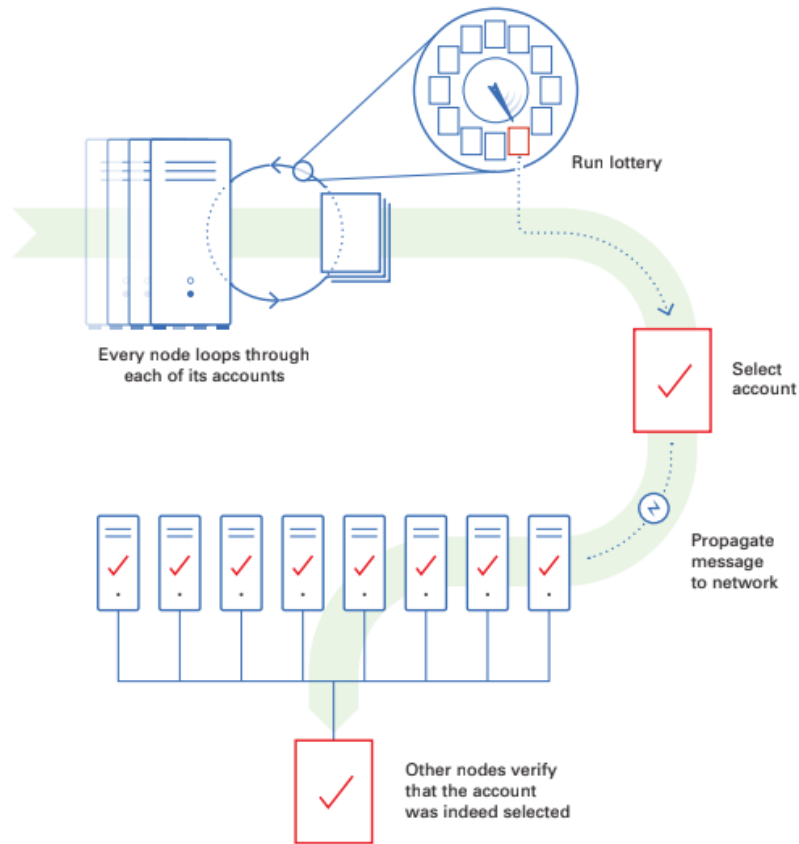 Run lottery
Every node loops through
each of its accounts
Select
account
Propagate
message
to network
Other nodes verify
that the account
was indeed selected